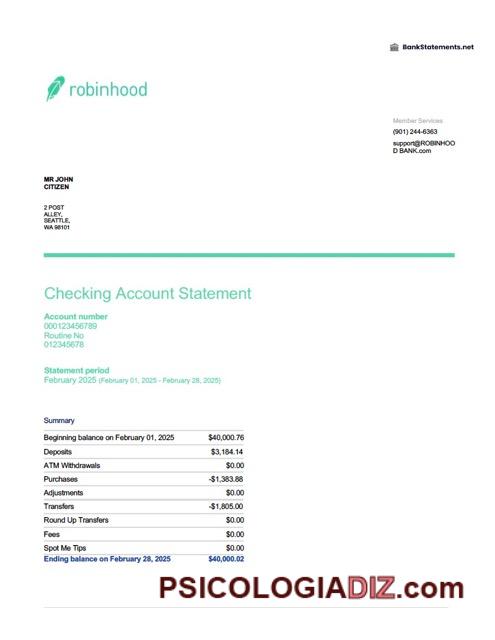 BankStatements.net
robinhood
Member Services
(901) 244-6363
support@ROBINHOO
D BANK.com
MR JOHN
CITIZEN
2 POST
ALLEY,
SEATTLE,
WA 98101
Checking Account Statement
Account number
000123456789
Routine No
012345678
Statement period
February 2025 (February 01, 2025 - February 28, 2025)
Summary
Beginning balance on February 01, 2025 $40,000.76
Deposits $3,184.14
ATM Withdrawals $0.00
Purchases -$1,383.88
Adjustments $0.00
Transfers -$1,805.00
Round Up Transfers $0.00
Fees $0.00
Spot Me Tips $0.00
Ending balance on February 28, 2025 $40,000.02
PSICOLOGIADIZ.com